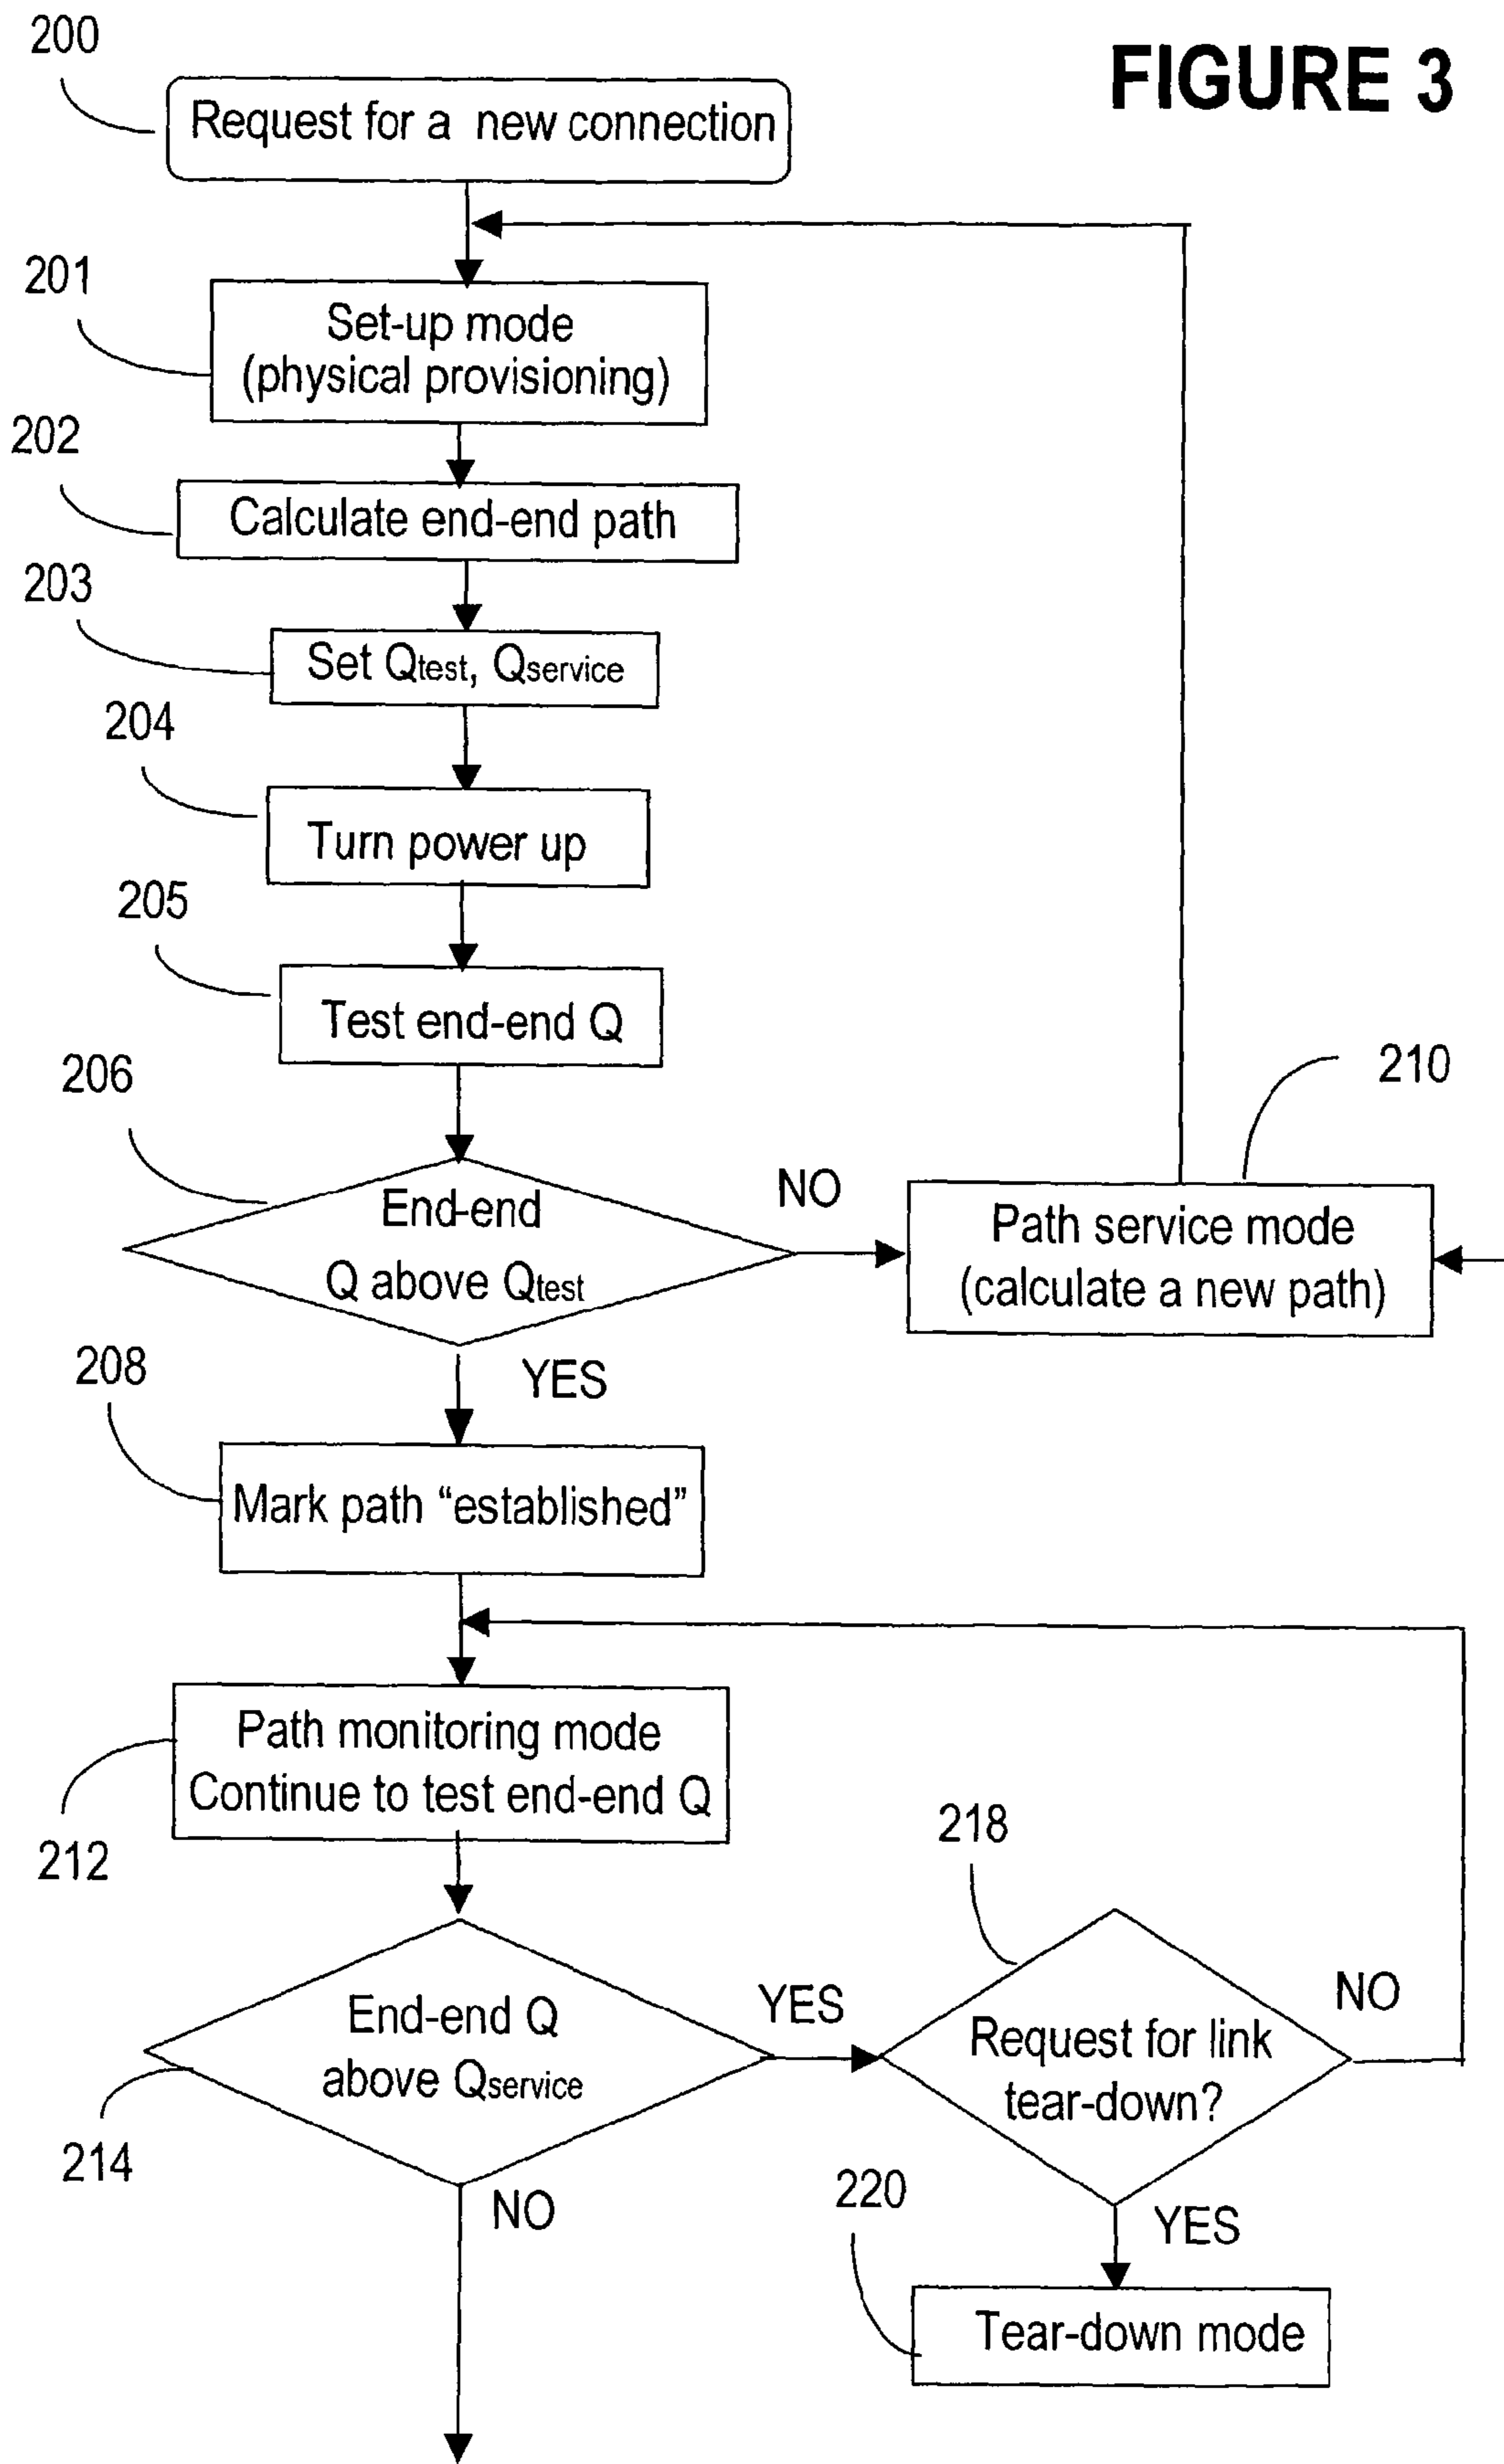 FIGURE 3
200
Request for a new connection
201
Set-up mode
(physical provisioning)
202
Calculate end-end path
203
Set Qtest, Qservice
204
Turn power up
205
Test end-end Q
206
End-end
Q above Qtest
NO
210
Path service mode
(calculate a new path)
YES
208
Mark path “established”
Path monitoring mode
Continue to test end-end Q
212
End-end Q
above Qservice
214
YES
218
Request for link
tear-down?
NO
NO
220
YES
Tear-down mode